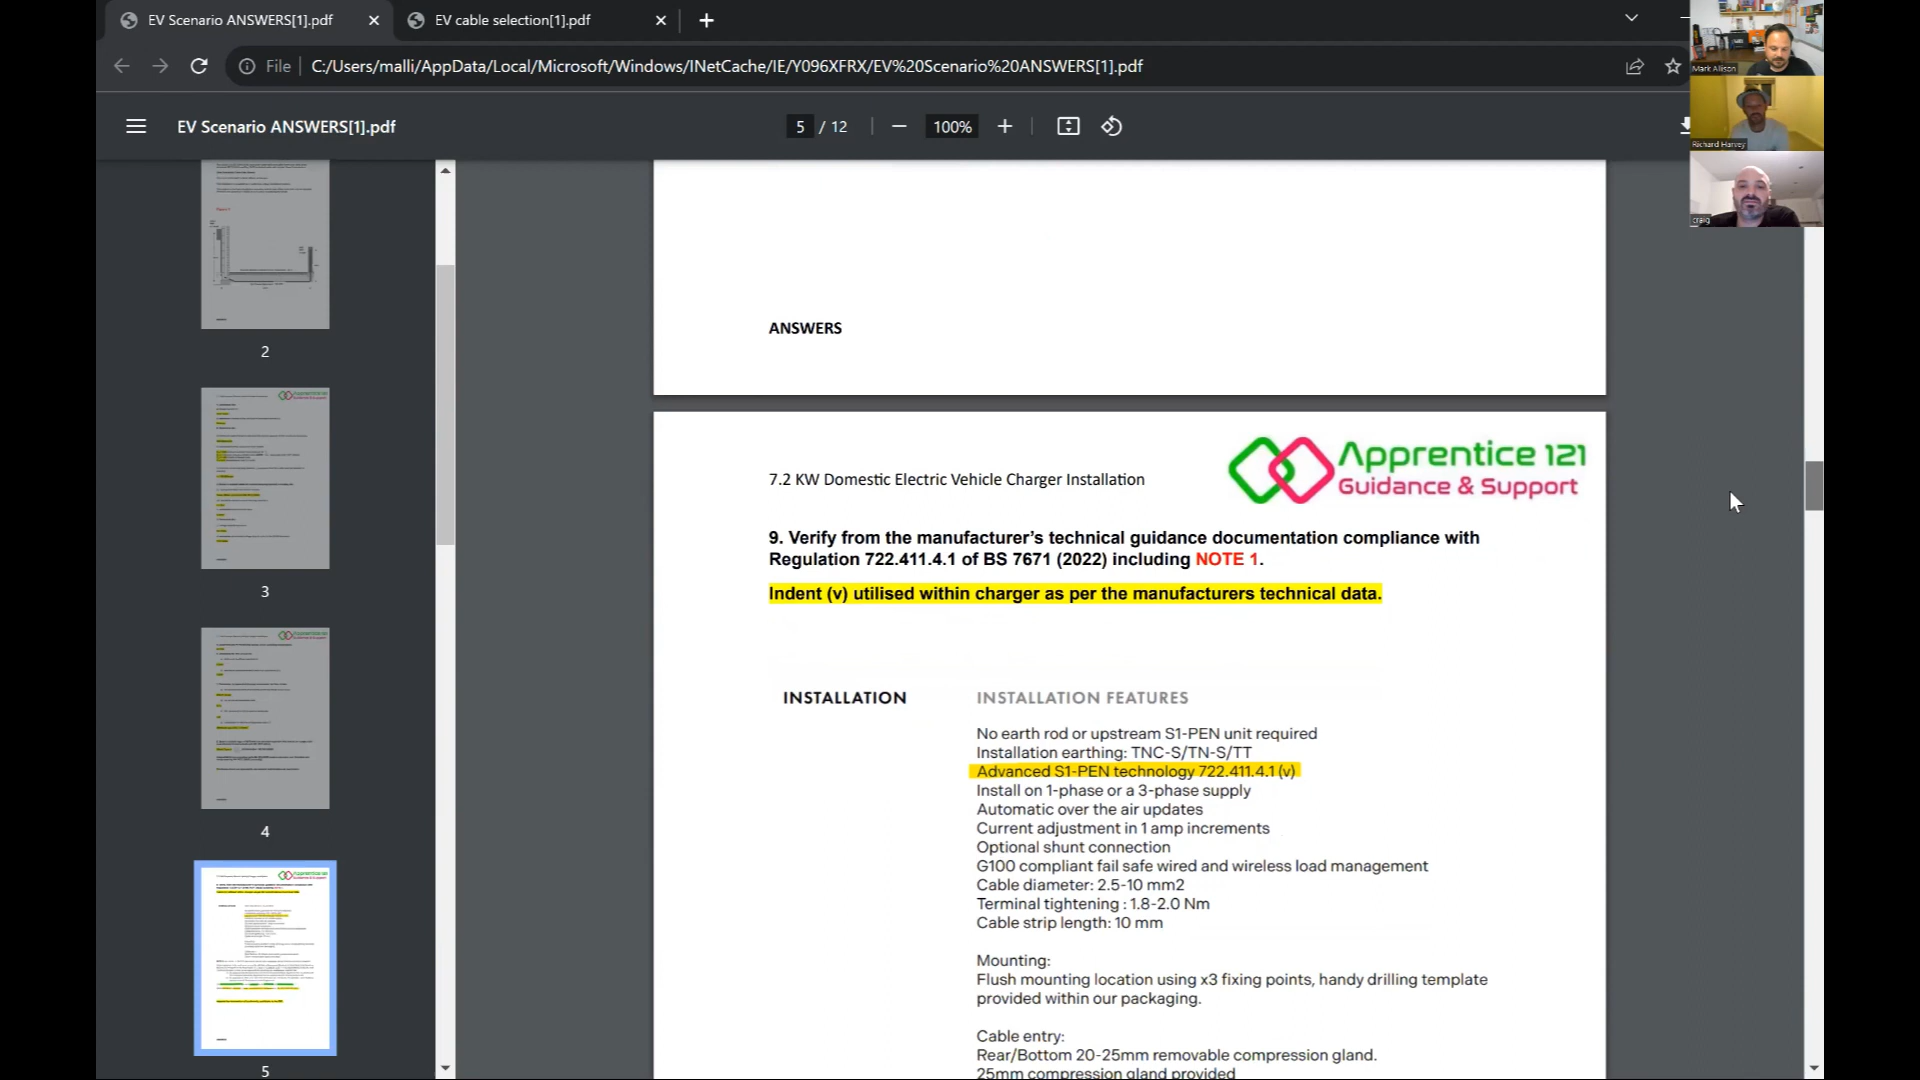 EV Scenario ANSWERS[1].pdf
EV cable selection[1].pdf
File
C:/Users/malli/AppData/Local/Microsoft/Windows/INetCache/IE/Y096XFRX/EV%20Scenario%20ANSWERS[1].pdf
EV Scenario ANSWERS[1].pdf
5 / 12
100%
Mark Allison
Richard Harvey
craig
2
3
4
5
ANSWERS
7.2 KW Domestic Electric Vehicle Charger Installation
Apprentice 121
Guidance & Support
9. Verify from the manufacturer's technical guidance documentation compliance with
Regulation 722.411.4.1 of BS 7671 (2022) including NOTE 1.
Indent (v) utilised within charger as per the manufacturers technical data.
INSTALLATION
INSTALLATION FEATURES
No earth rod or upstream S1-PEN unit required
Installation earthing: TNC-S/TN-S/TT
Advanced S1-PEN technology 722.411.4.1 (v)
Install on 1-phase or a 3-phase supply
Automatic over the air updates
Current adjustment in 1 amp increments
Optional shunt connection
G100 compliant fail safe wired and wireless load management
Cable diameter: 2.5-10 mm2
Terminal tightening : 1.8-2.0 Nm
Cable strip length: 10 mm
Mounting:
Flush mounting location using x3 fixing points, handy drilling template
provided within our packaging.
Cable entry:
Rear/Bottom 20-25mm removable compression gland.
25mm compression gland provided